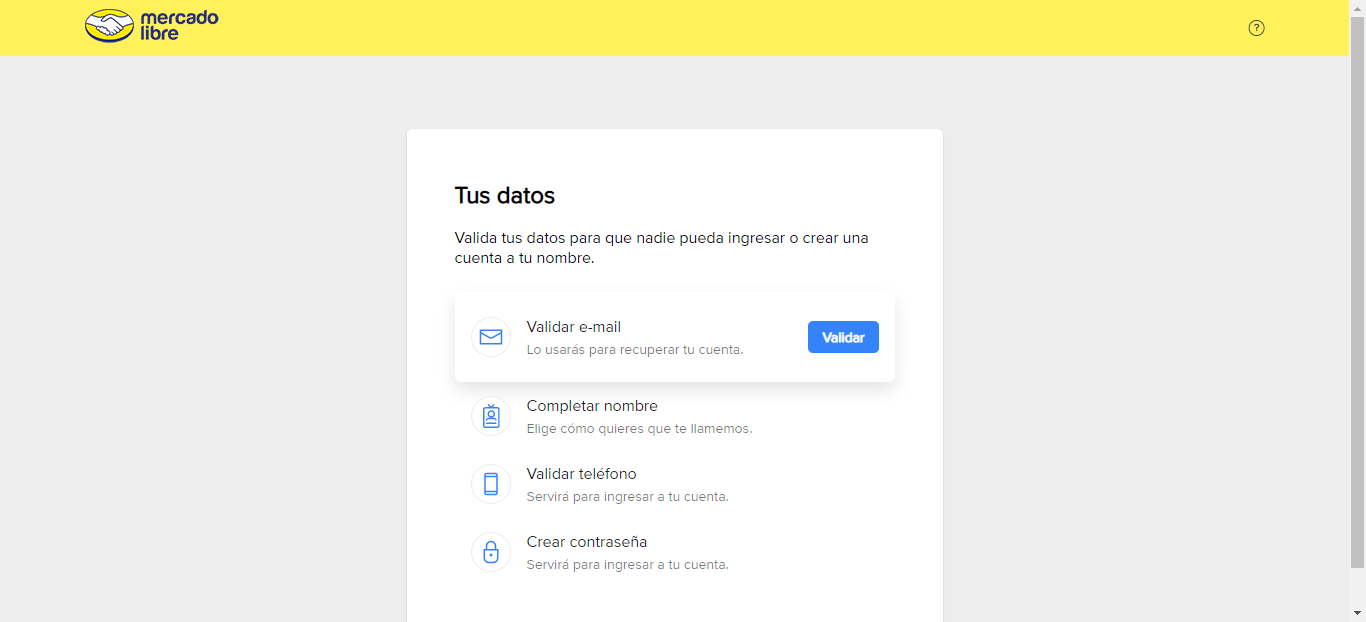 mercado
libre
?
Tus datos
Valida tus datos para que nadie pueda ingresar o crear una
cuenta a tu nombre.
Validar e-mail
Lo usarás para recuperar tu cuenta.
Validar
Completar nombre
Elige cómo quieres que te llamemos.
Validar teléfono
Servirá para ingresar a tu cuenta.
Crear contraseña
Servirá para ingresar a tu cuenta.